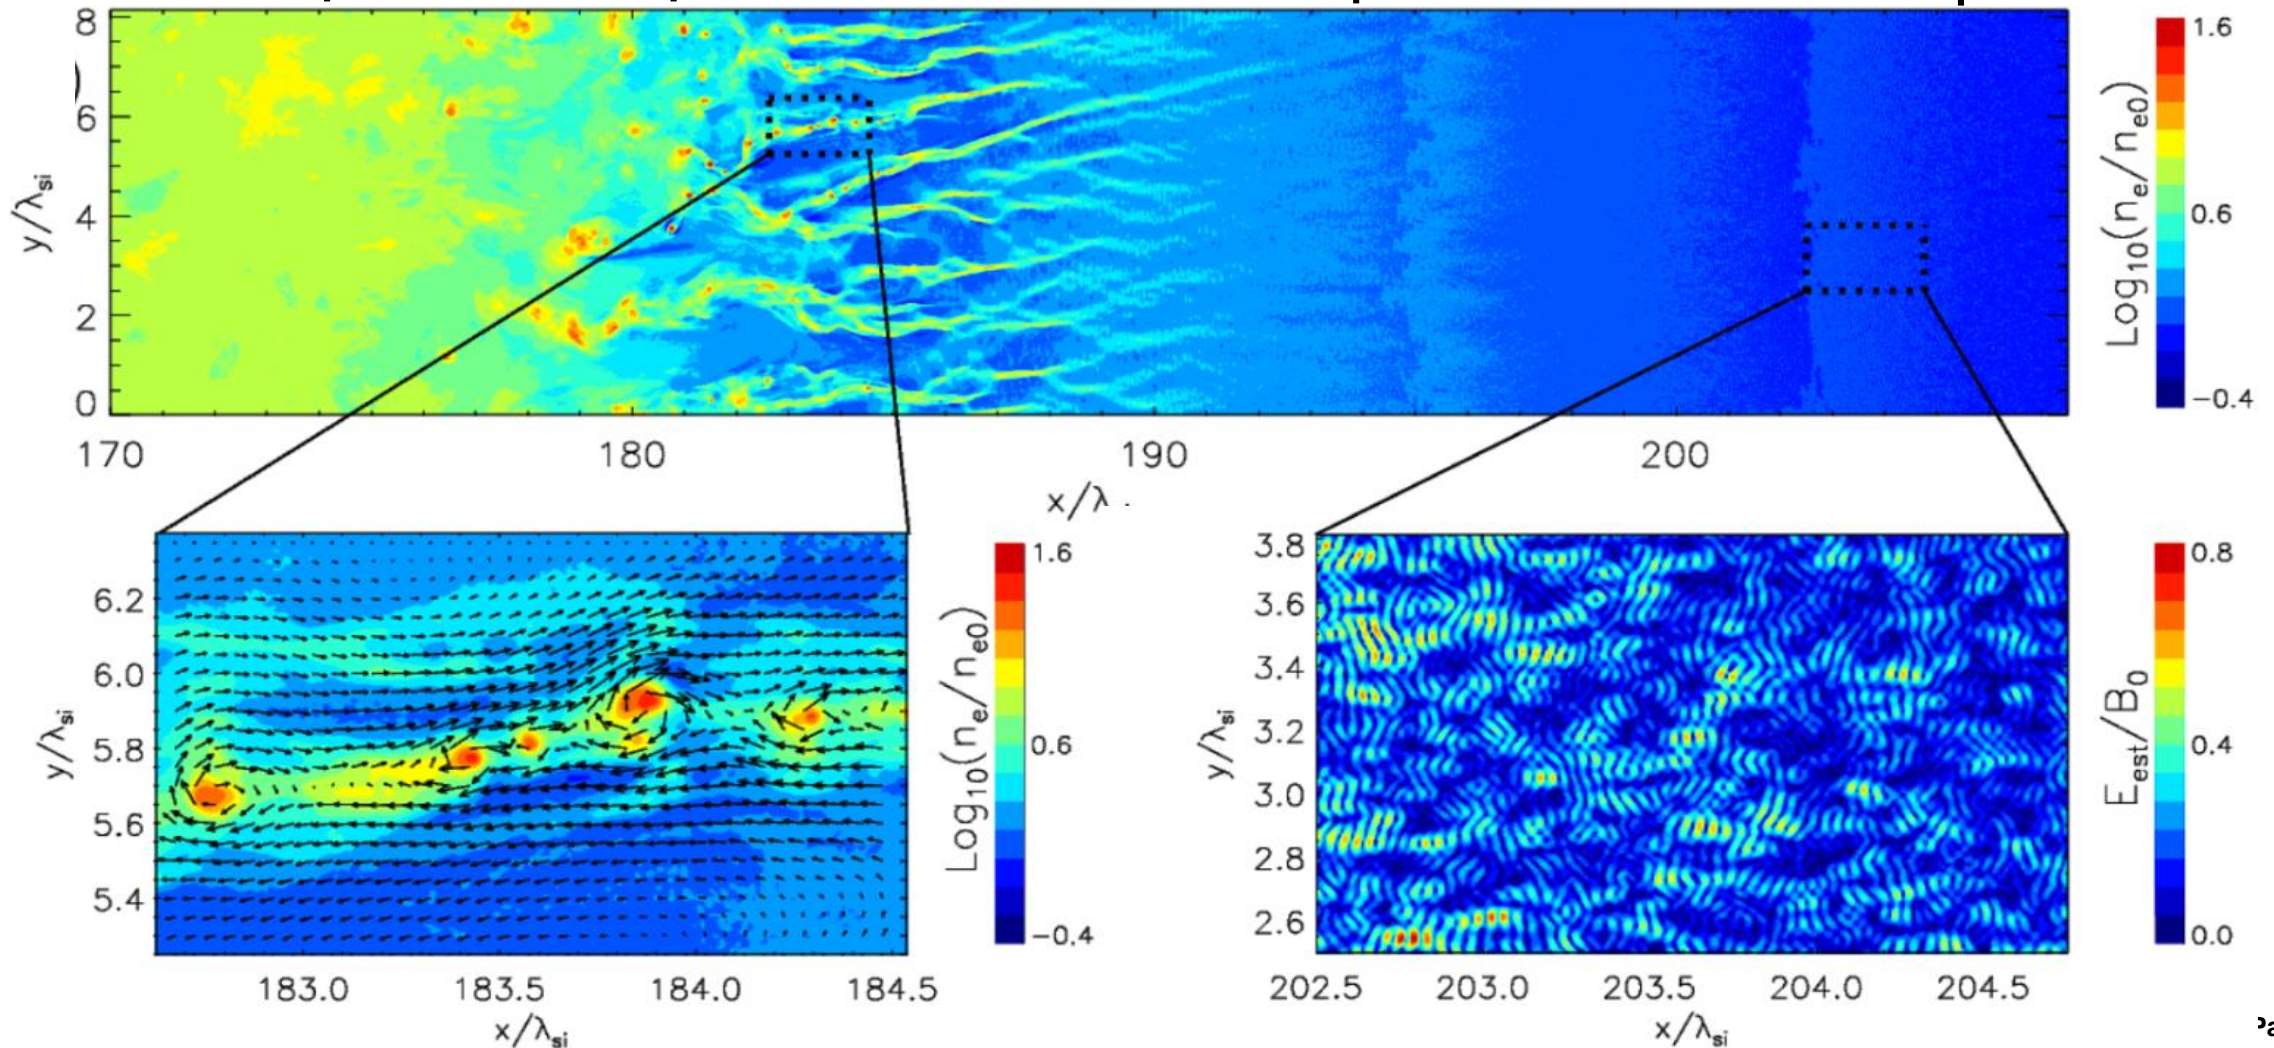 8
6
4
2
0
y/λsi
170 180 190 200
x/λ
1.6
0.6
−0.4
Log10(ne/ne0)
6.2
6.0
5.8
5.6
5.4
y/λsi
183.0 183.5 184.0 184.5
x/λsi
1.6
0.6
−0.4
Log10(ne/ne0)
3.8
3.6
3.4
3.2
3.0
2.8
2.6
y/λsi
202.5 203.0 203.5 204.0 204.5
x/λsi
0.8
0.4
0.0
Eest/B0